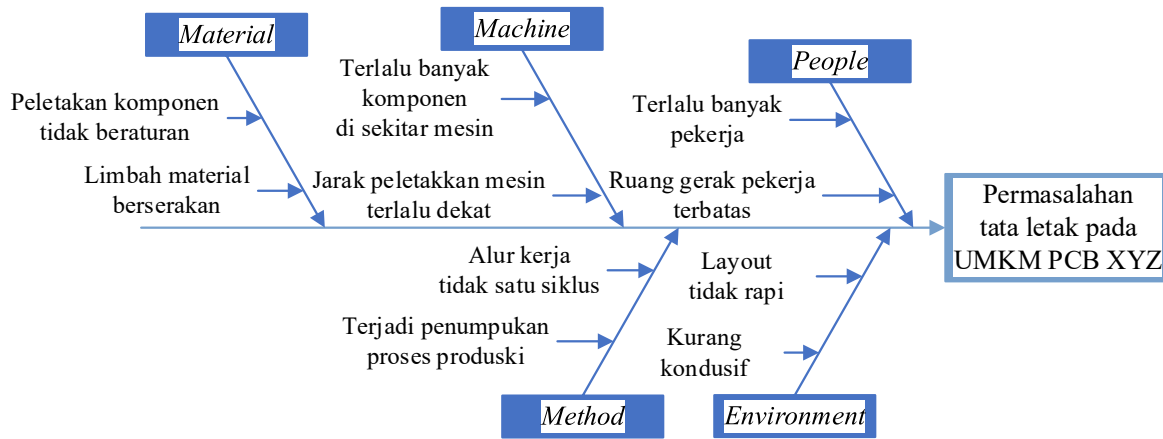 Material
Machine
People
Peletakan komponen
tidak beraturan
Limbah material
berserakan
Terlalu banyak
komponen
di sekitar mesin
Jarak peletakkan mesin
terlalu dekat
Terlalu banyak
pekerja
Ruang gerak pekerja
terbatas
Permasalahan
tata letak pada
UMKM PCB XYZ
Alur kerja
tidak satu siklus
Terjadi penumpukan
proses produski
Layout
tidak rapi
Kurang
kondusif
Method
Environment